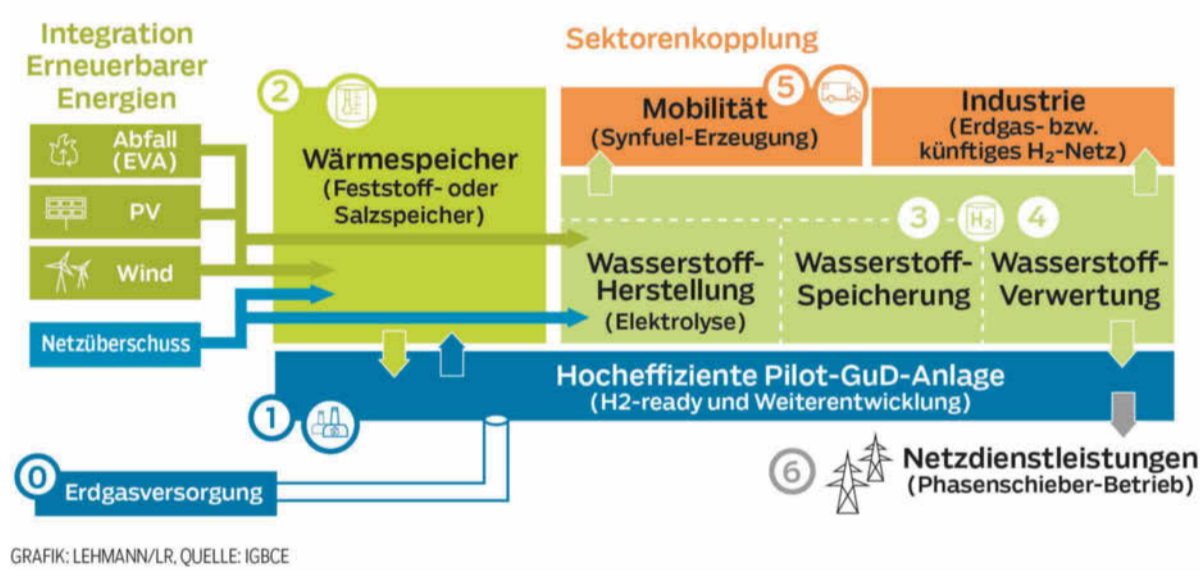 Integration
Erneuerbarer
Energien
Abfall
(EVA)
PV
Wind
Netzüberschuss
2
Wärmespeicher
(Feststoff- oder
Salzspeicher)
Sektorenkopplung
5
Mobilität
(Synfuel-Erzeugung)
Industrie
(Erdgas- bzw.
künftiges H₂-Netz)
3
H₂
4
Wasserstoff-
Herstellung
(Elektrolyse)
Wasserstoff-
Speicherung
Wasserstoff-
Verwertung
Hocheffiziente Pilot-GuD-Anlage
(H2-ready und Weiterentwicklung)
1
0
Erdgasversorgung
6
Netzdienstleistungen
(Phasenschieber-Betrieb)
GRAFIK: LEHMANN/LR, QUELLE: IGBCE